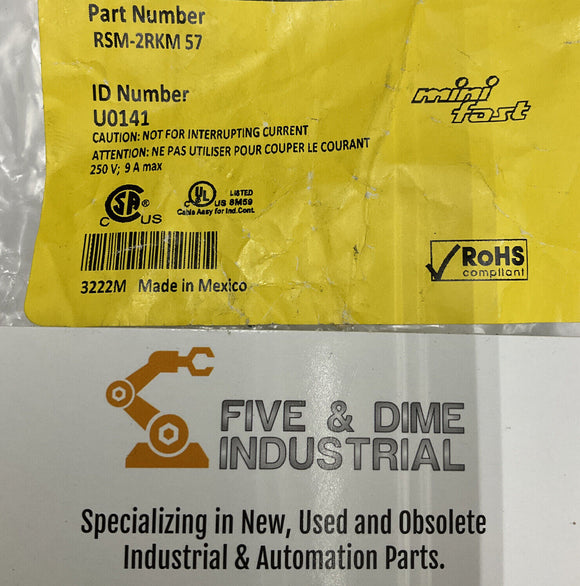 Part Number
RSM-2RKM 57
ID Number
U0141
CAUTION: NOT FOR INTERRUPTING CURRENT
ATTENTION: NE PAS UTILISER POUR COUPER LE COURANT
250 V; 9 A max
mini
fast
CSA ® C US
C UL US LISTED 8M59
Cable Assy for Ind.Cont.
RoHS
compliant
3222M Made in Mexico
FIVE & DIME
INDUSTRIAL
Specializing in New, Used and Obsolete
Industrial & Automation Parts.